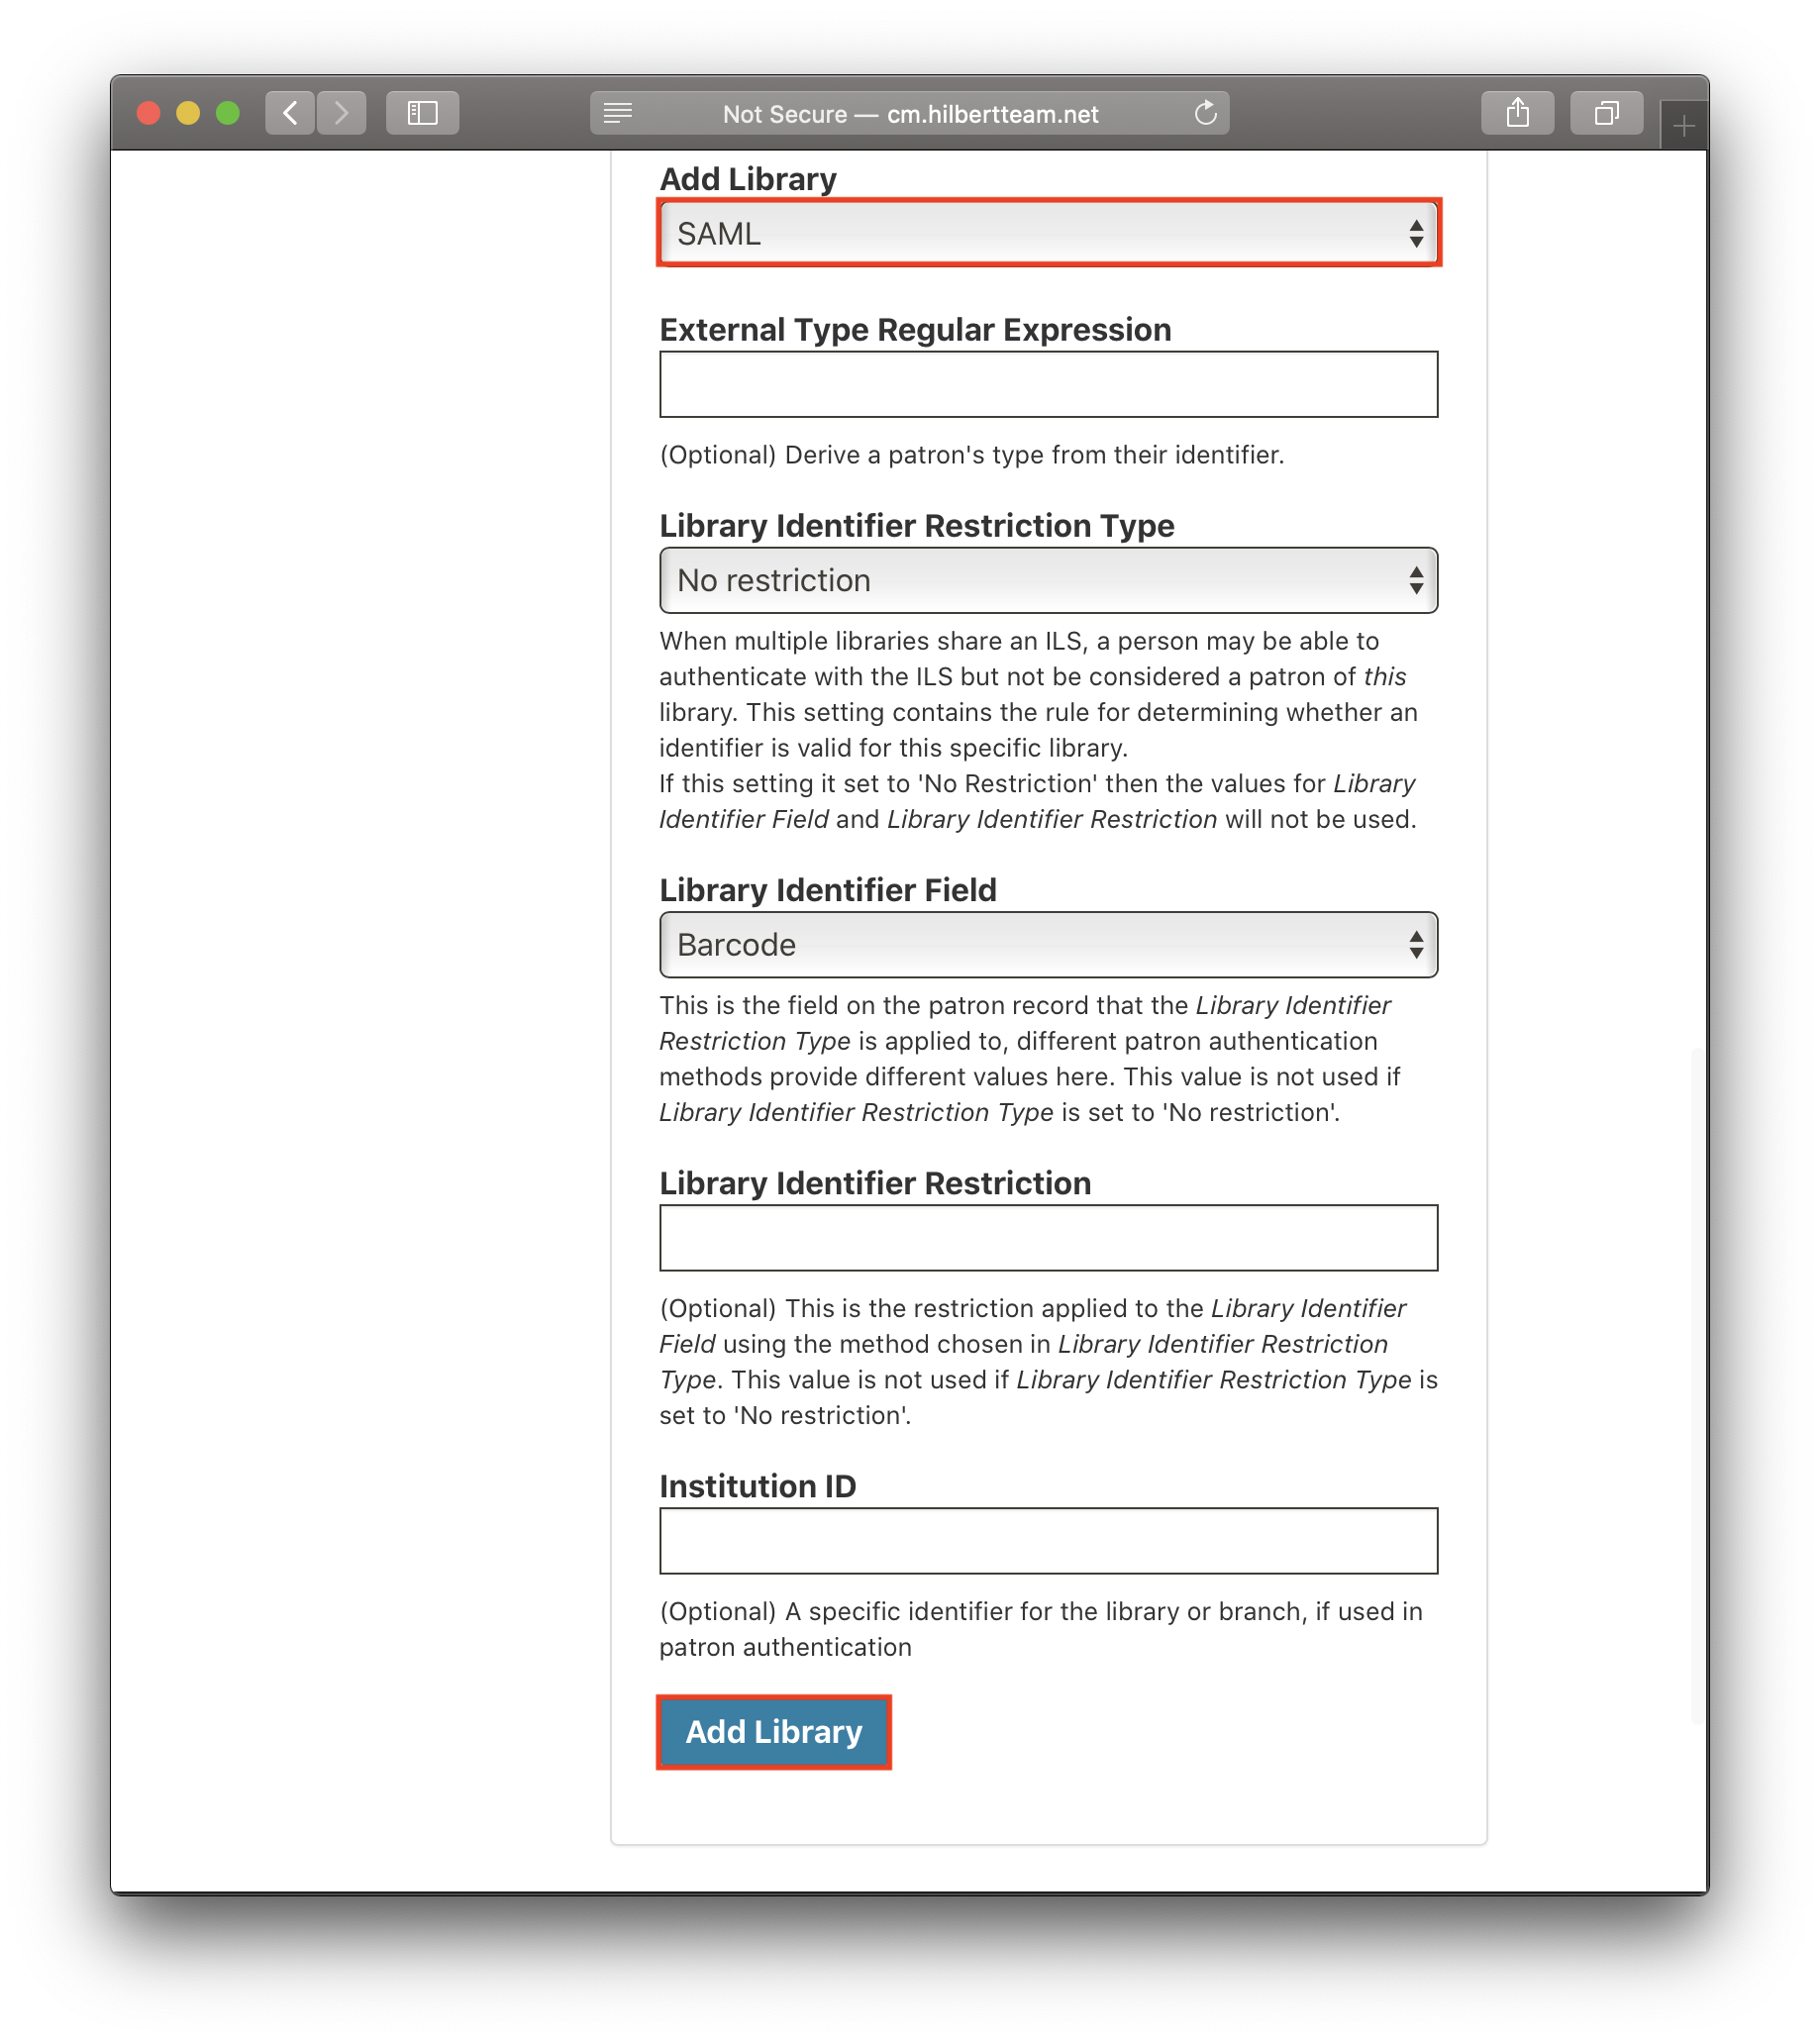 Not Secure — cm.hilbertteam.net
Add Library
SAML
External Type Regular Expression
(Optional) Derive a patron's type from their identifier.
Library Identifier Restriction Type
No restriction
When multiple libraries share an ILS, a person may be able to
authenticate with the ILS but not be considered a patron of this
library. This setting contains the rule for determining whether an
identifier is valid for this specific library.
If this setting it set to 'No Restriction' then the values for Library
Identifier Field and Library Identifier Restriction will not be used.
Library Identifier Field
Barcode
This is the field on the patron record that the Library Identifier
Restriction Type is applied to, different patron authentication
methods provide different values here. This value is not used if
Library Identifier Restriction Type is set to 'No restriction'.
Library Identifier Restriction
(Optional) This is the restriction applied to the Library Identifier
Field using the method chosen in Library Identifier Restriction
Type. This value is not used if Library Identifier Restriction Type is
set to 'No restriction'.
Institution ID
(Optional) A specific identifier for the library or branch, if used in
patron authentication
Add Library